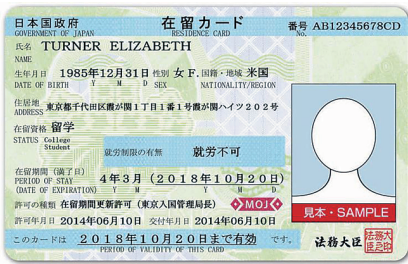 日本国政府 在留カード 番号 AB12345678CD
GOVERNMENT OF JAPAN RESIDENCE CARD No.
氏名 TURNER ELIZABETH
NAME
生年月日 1985年12月31日 性別 女 F. 国籍・地域 米国
DATE OF BIRTH Y M D SEX NATIONALITY/REGION
住居地 東京都千代田区霞が関1丁目1番1号霞が関ハイツ202号
ADDRESS
在留資格 留学
STATUS College
Student
就労制限の有無 就労不可
在留期間(満了日) 4年3月(2018年10月20日)
PERIOD OF STAY
(DATE OF EXPIRATION) Y M Y M D
許可の種類 在留期間更新許可(東京入国管理局長) MOJ
許可年月日 2014年06月10日 交付年月日 2014年06月10日
このカードは 2018年10月20日まで有効 です。
PERIOD OF VALIDITY OF THIS CARD
見本・SAMPLE
法務大臣